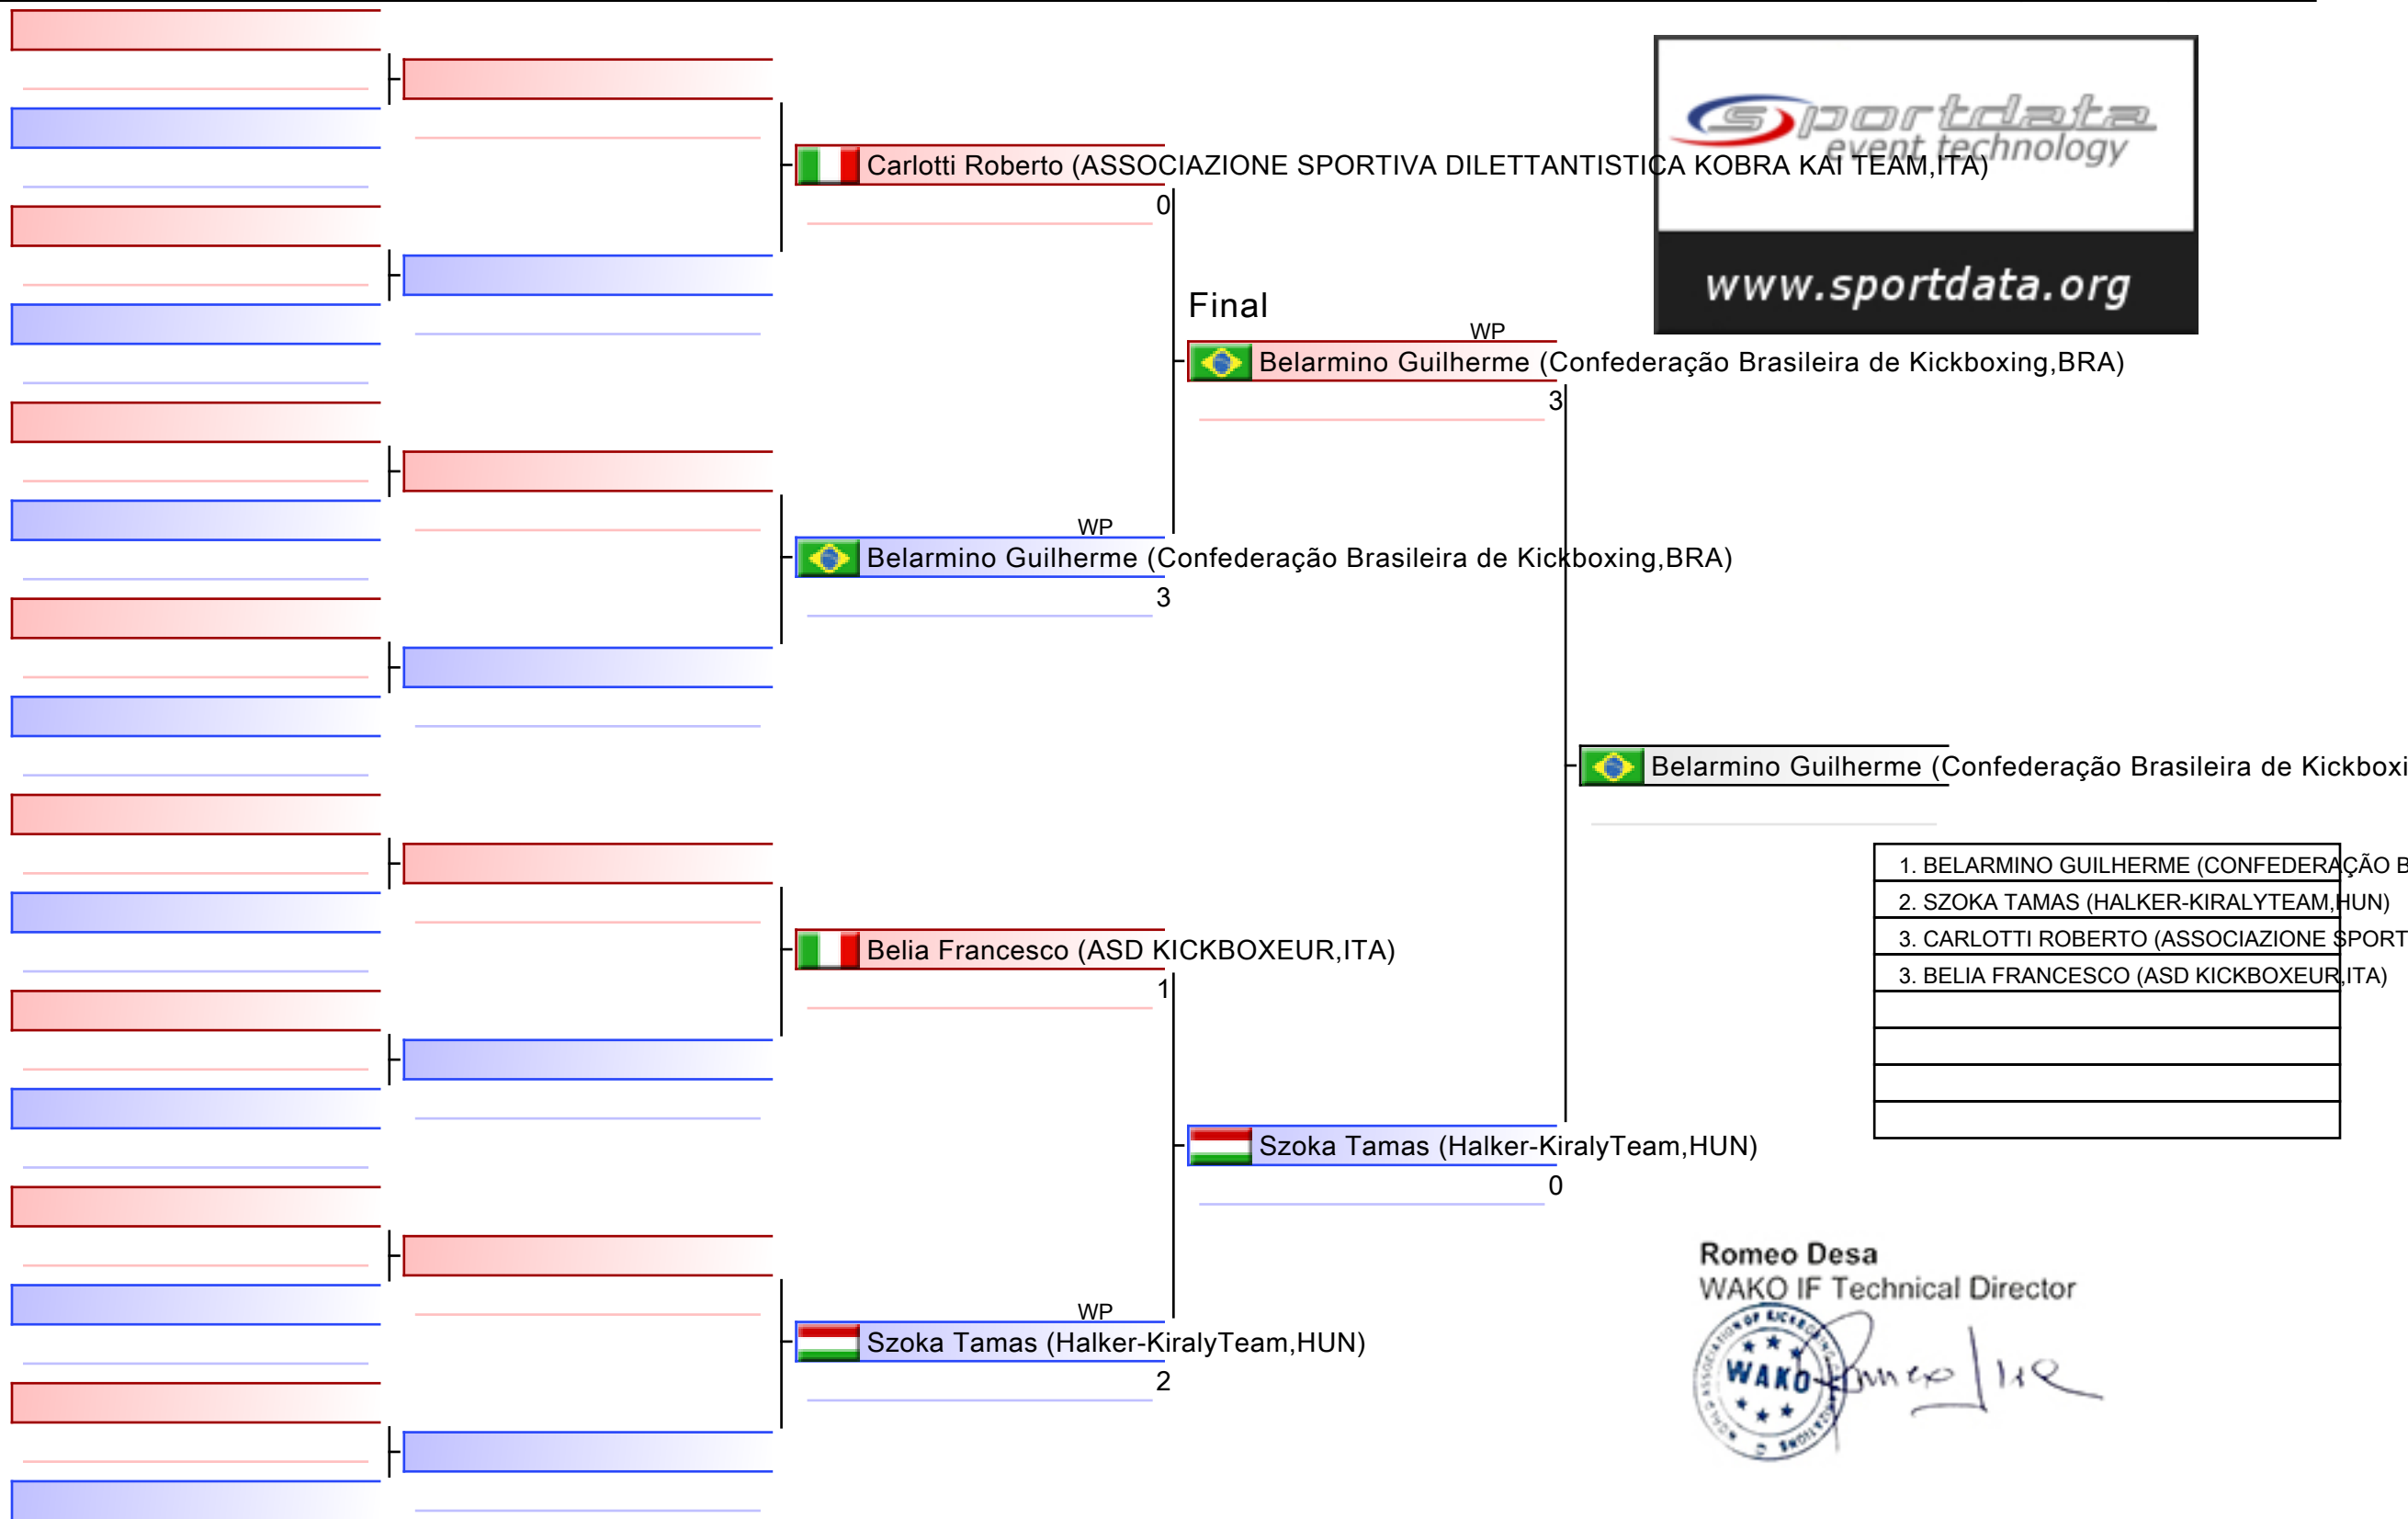 sportdata
event technology
www.sportdata.org
Carlotti Roberto (ASSOCIAZIONE SPORTIVA DILETTANTISTICA KOBRA KAI TEAM,ITA)
0
Final
WP
Belarmino Guilherme (Confederação Brasileira de Kickboxing,BRA)
3
WP
Belarmino Guilherme (Confederação Brasileira de Kickboxing,BRA)
3
Belarmino Guilherme (Confederação Brasileira de Kickboxi
1. BELARMINO GUILHERME (CONFEDERAÇÃO B
2. SZOKA TAMAS (HALKER-KIRALYTEAM,HUN)
3. CARLOTTI ROBERTO (ASSOCIAZIONE SPORT
3. BELIA FRANCESCO (ASD KICKBOXEUR,ITA)
Belia Francesco (ASD KICKBOXEUR,ITA)
1
Szoka Tamas (Halker-KiralyTeam,HUN)
0
WP
Szoka Tamas (Halker-KiralyTeam,HUN)
2
Romeo Desa
WAKO IF Technical Director
WAKO